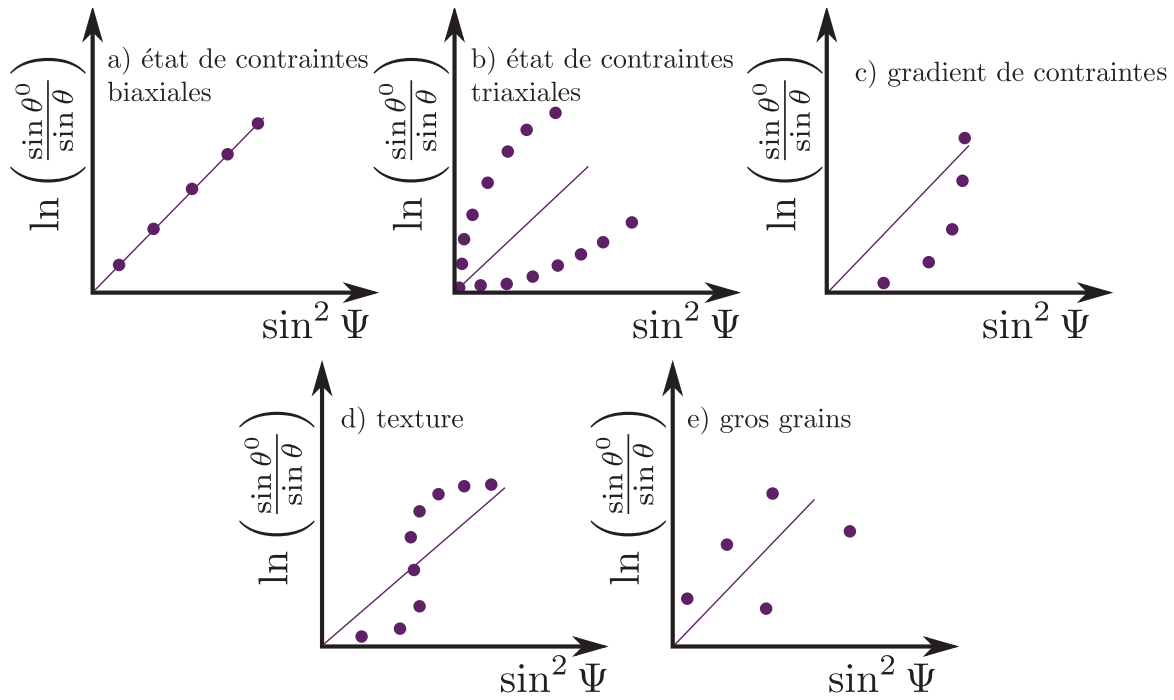 a) état de contraintes
biaxiales
ln (sin θ⁰ / sin θ)
sin² Ψ
b) état de contraintes
triaxiales
ln (sin θ⁰ / sin θ)
sin² Ψ
c) gradient de contraintes
ln (sin θ⁰ / sin θ)
sin² Ψ
d) texture
ln (sin θ⁰ / sin θ)
sin² Ψ
e) gros grains
ln (sin θ⁰ / sin θ)
sin² Ψ